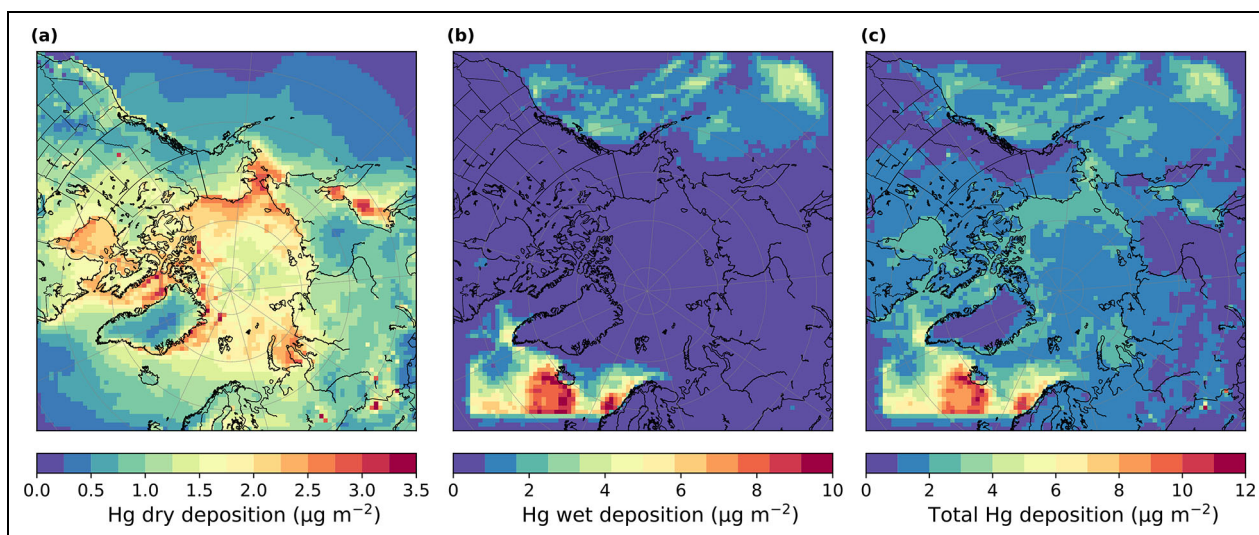 (a)
(b)
(c)
0.0 0.5 1.0 1.5 2.0 2.5 3.0 3.5
Hg dry deposition (μg m⁻²)
0 2 4 6 8 10
Hg wet deposition (μg m⁻²)
0 2 4 6 8 10 12
Total Hg deposition (μg m⁻²)